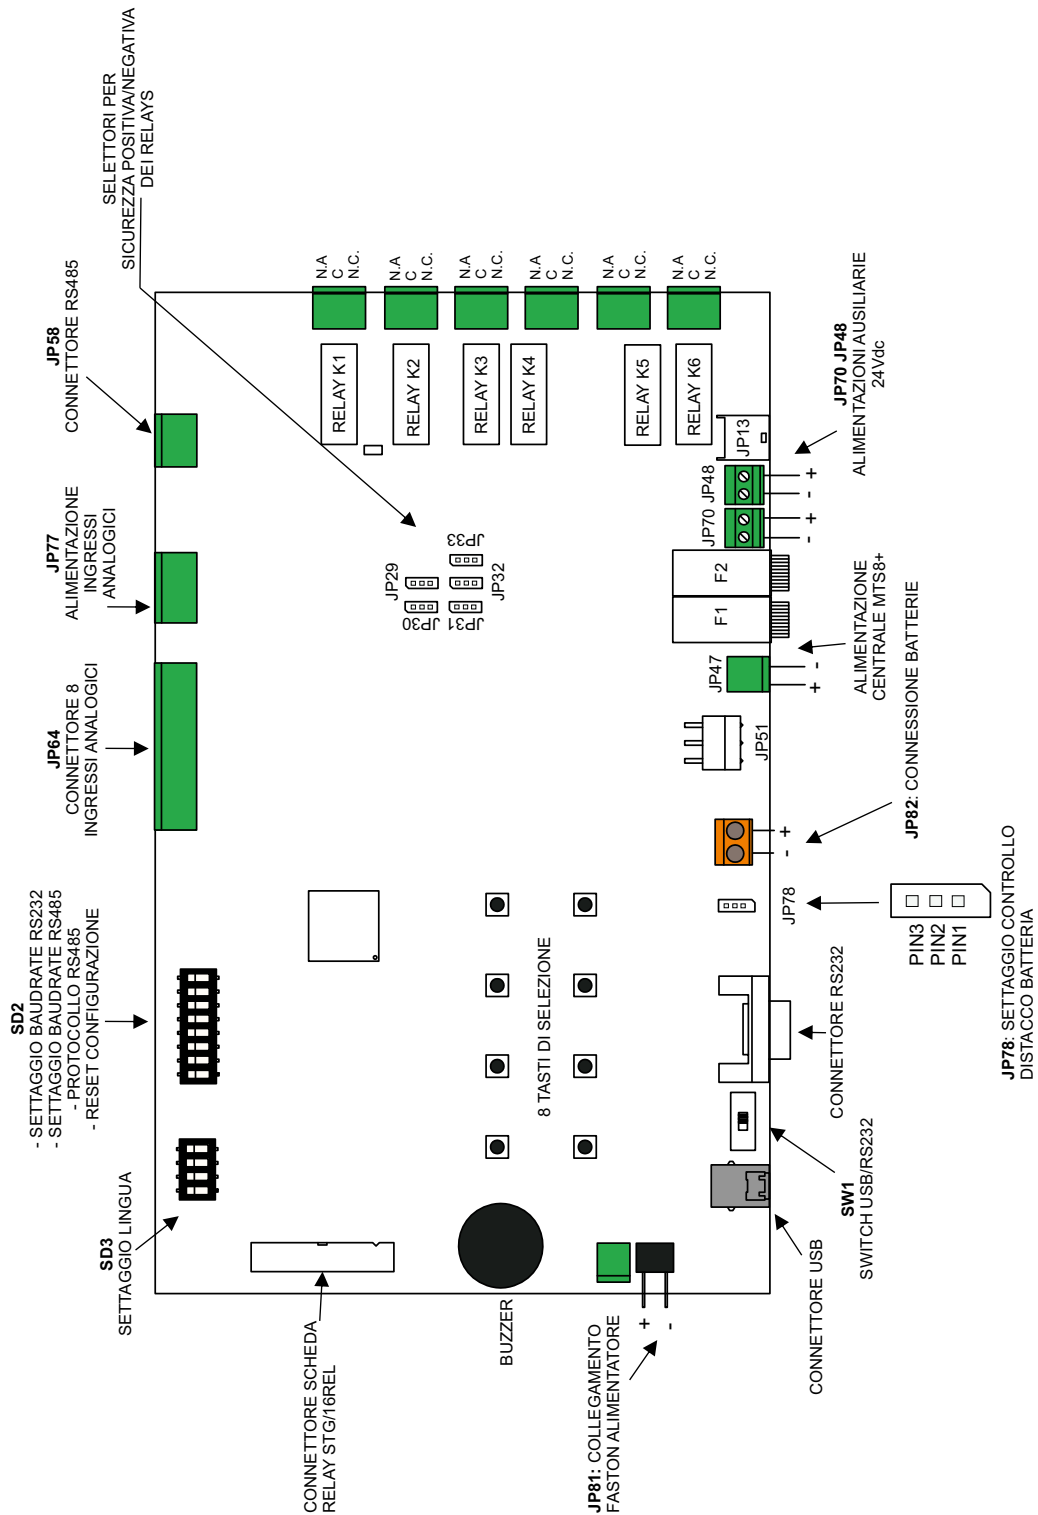 SD3
SETTAGGIO LINGUA
SD2
- SETTAGGIO BAUDRATE RS232
- SETTAGGIO BAUDRATE RS485
- PROTOCOLLO RS485
- RESET CONFIGURAZIONE
JP64
CONNETTORE 8
INGRESSI ANALOGICI
JP77
ALIMENTAZIONE
INGRESSI
ANALOGICI
JP58
CONNETTORE RS485
SELETTORI PER
SICUREZZA POSITIVA/NEGATIVA
DEI RELAYS
CONNETTORE SCHEDA
RELAY STG/16REL
BUZZER
8 TASTI DI SELEZIONE
JP30
JP29
JP31
JP32
JP33
RELAY K1
N.A
C
N.C.
RELAY K2
N.A
C
N.C.
RELAY K3
N.A
C
N.C.
RELAY K4
N.A
C
N.C.
RELAY K5
N.A
C
N.C.
RELAY K6
N.A
C
N.C.
JP81: COLLEGAMENTO
FASTON ALIMENTATORE
+
-
CONNETTORE USB
SW1
SWITCH USB/RS232
CONNETTORE RS232
JP78
PIN3
PIN2
PIN1
JP78: SETTAGGIO CONTROLLO
DISTACCO BATTERIA
- +
JP82: CONNESSIONE BATTERIE
JP51
JP47
+ -
ALIMENTAZIONE
CENTRALE MTS8+
F1
F2
JP70
JP48
JP13
- +
- +
JP70 JP48
ALIMENTAZIONI AUSILIARIE
24Vdc